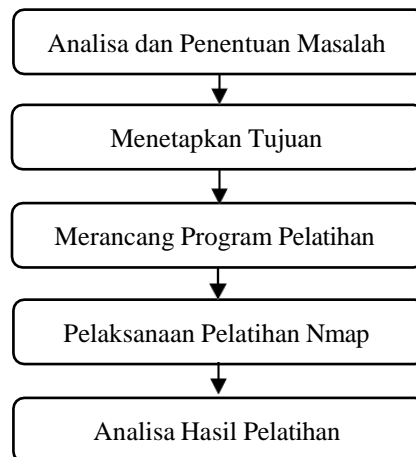 Analisa dan Penentuan Masalah
Menetapkan Tujuan
Merancang Program Pelatihan
Pelaksanaan Pelatihan Nmap
Analisa Hasil Pelatihan